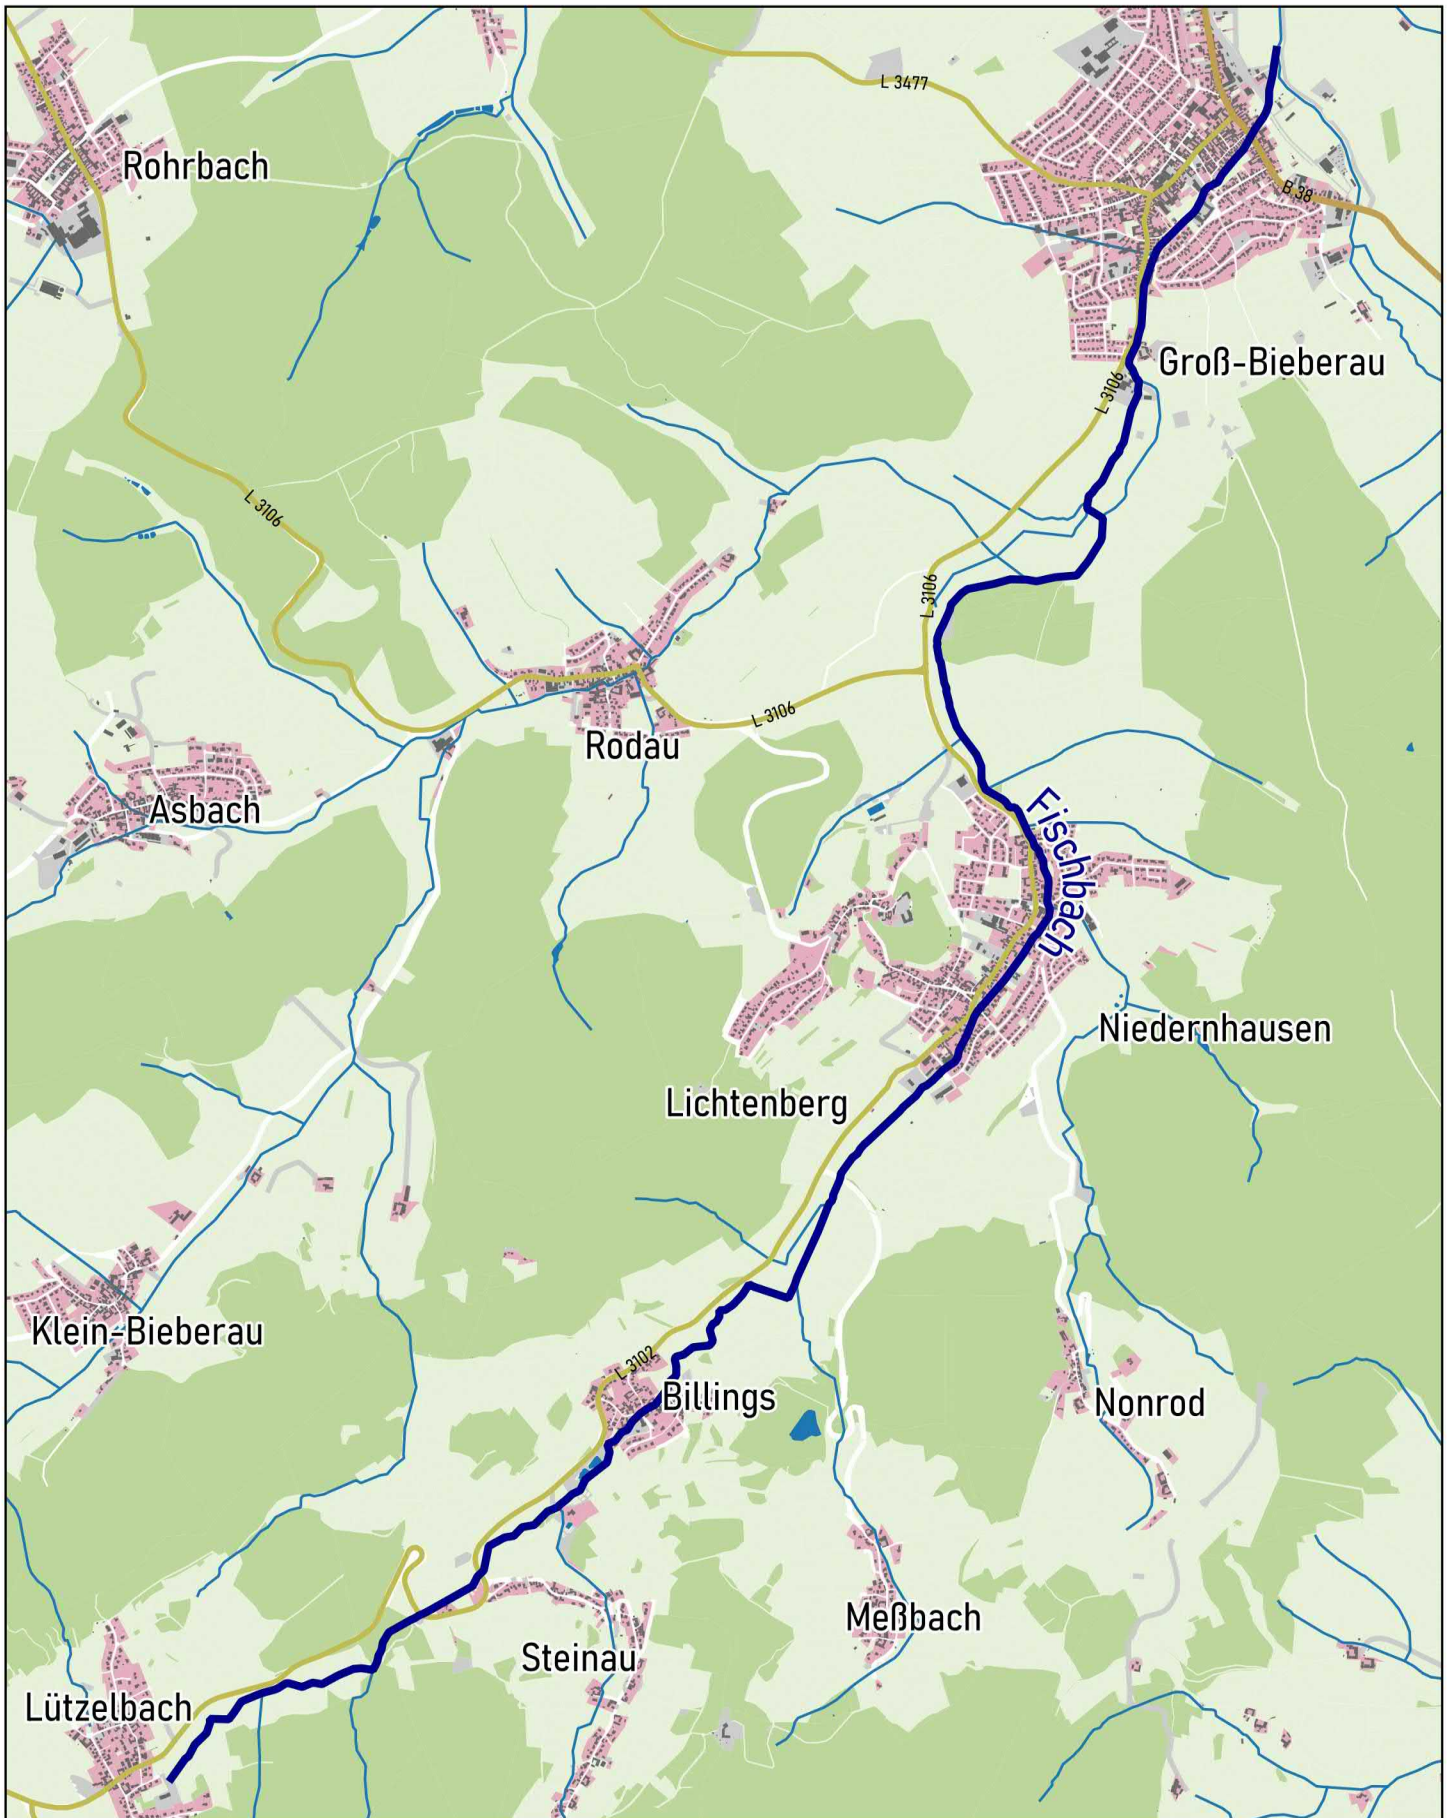 L 3477
Rohrbach
B 38
Groß-Bieberau
L 3106
L 3106
L 3106
L 3106
Rodau
Asbach
Fischbach
Niedernhausen
Lichtenberg
Klein-Bieberau
L 3102
Billings
Nonrod
Meßbach
Steinau
Lützelbach